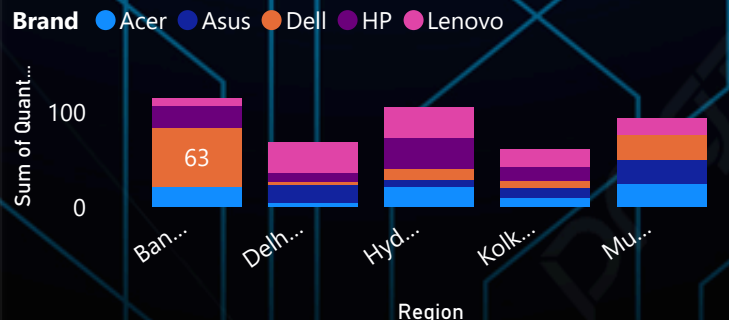 Brand Acer Asus Dell HP Lenovo
Sum of Quant...
100
0
63
Ban...
Delh...
Hyd...
Kolk...
Mu...
Region